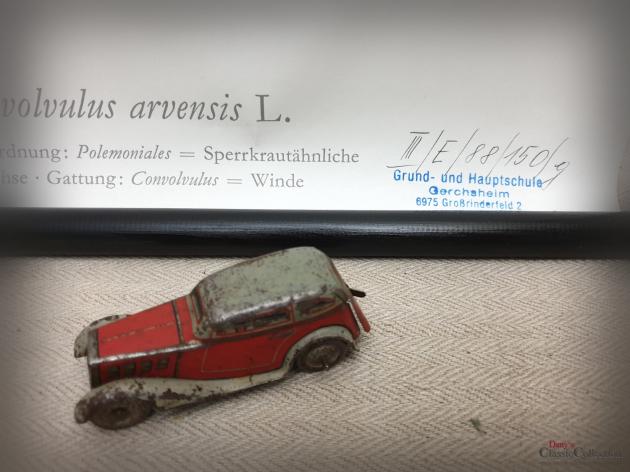 volvulus arvensis L.
rdnung: Polemoniales = Sperrkrautähnliche
hse · Gattung: Convolvulus = Winde
III/E/88/150/g
Grund- und Hauptschule
Gerchsheim
6975 Großrinderfeld 2
Dany's
ClassicCollection